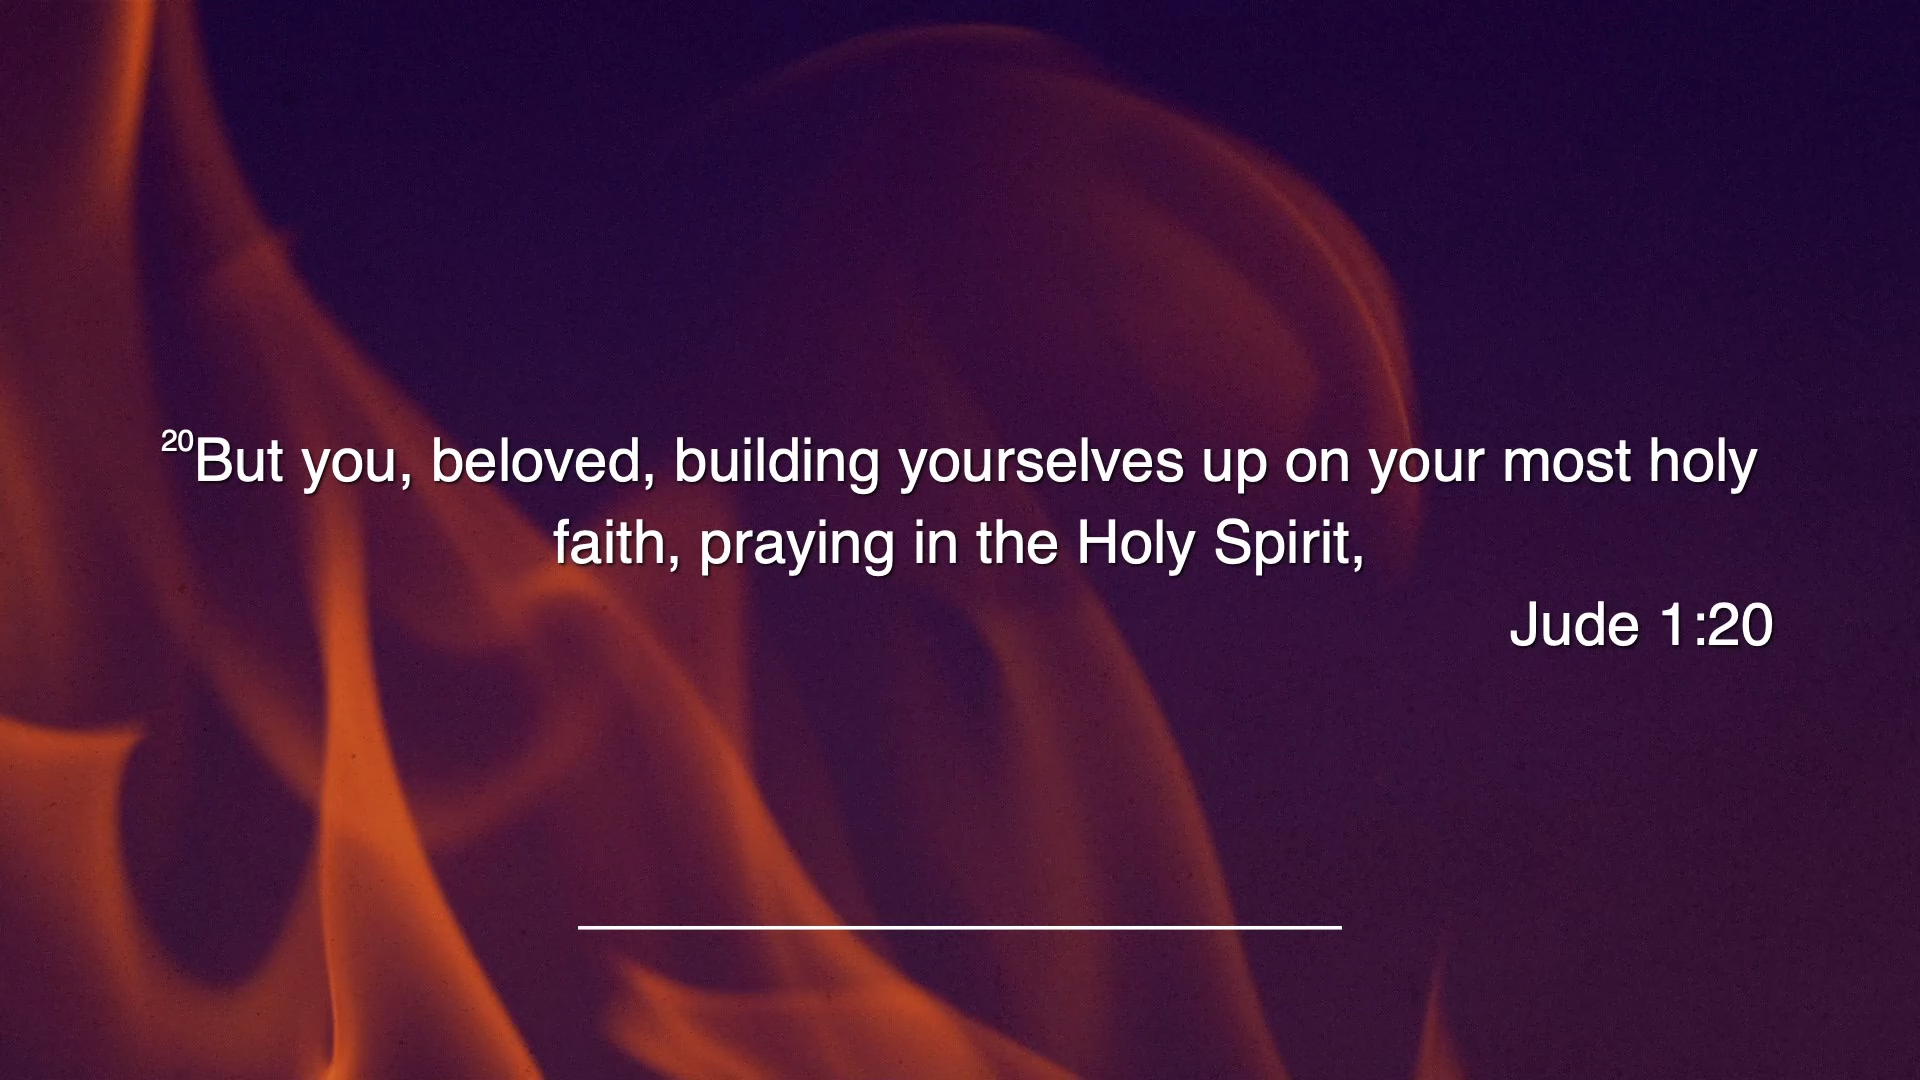 20But you, beloved, building yourselves up on your most holy
faith, praying in the Holy Spirit,
Jude 1:20